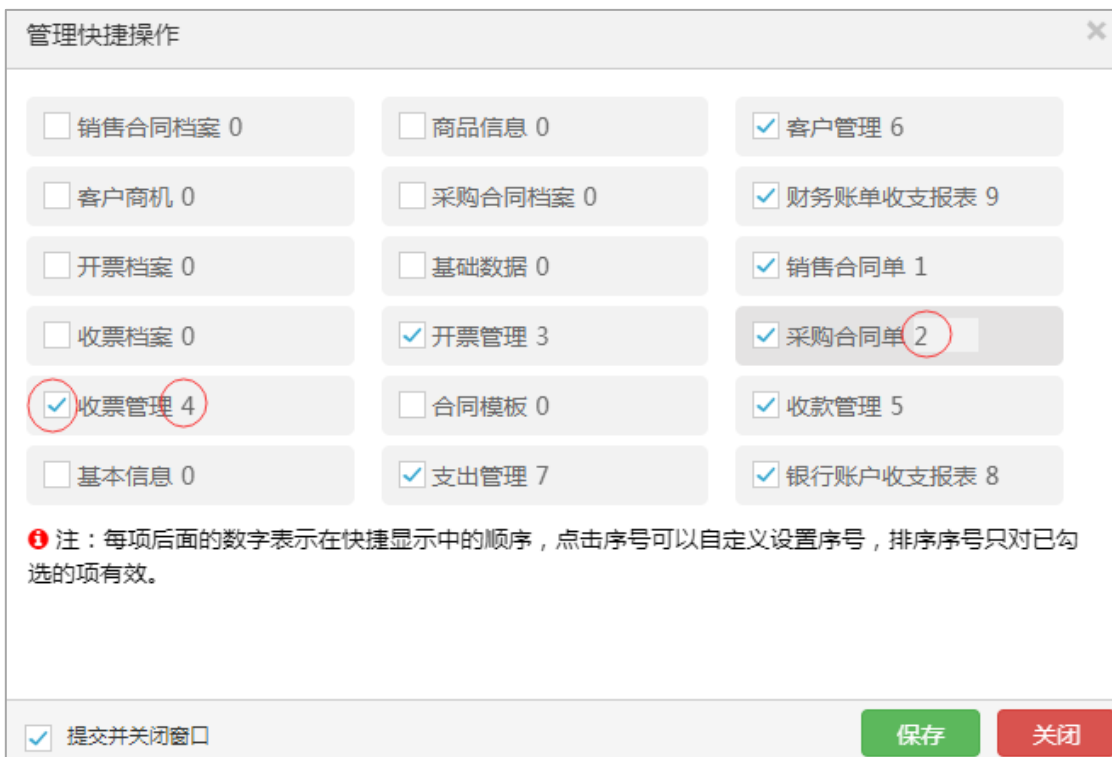 管理快捷操作
销售合同档案 0 商品信息 0 客户管理 6
客户商机 0 采购合同档案 0 财务账单收支报表 9
开票档案 0 基础数据 0 销售合同单 1
收票档案 0 开票管理 3 采购合同单 2
收票管理 4 合同模板 0 收款管理 5
基本信息 0 支出管理 7 银行账户收支报表 8
注：每项后面的数字表示在快捷显示中的顺序，点击序号可以自定义设置序号，排序序号只对已勾
选的项有效。
提交并关闭窗口 保存 关闭